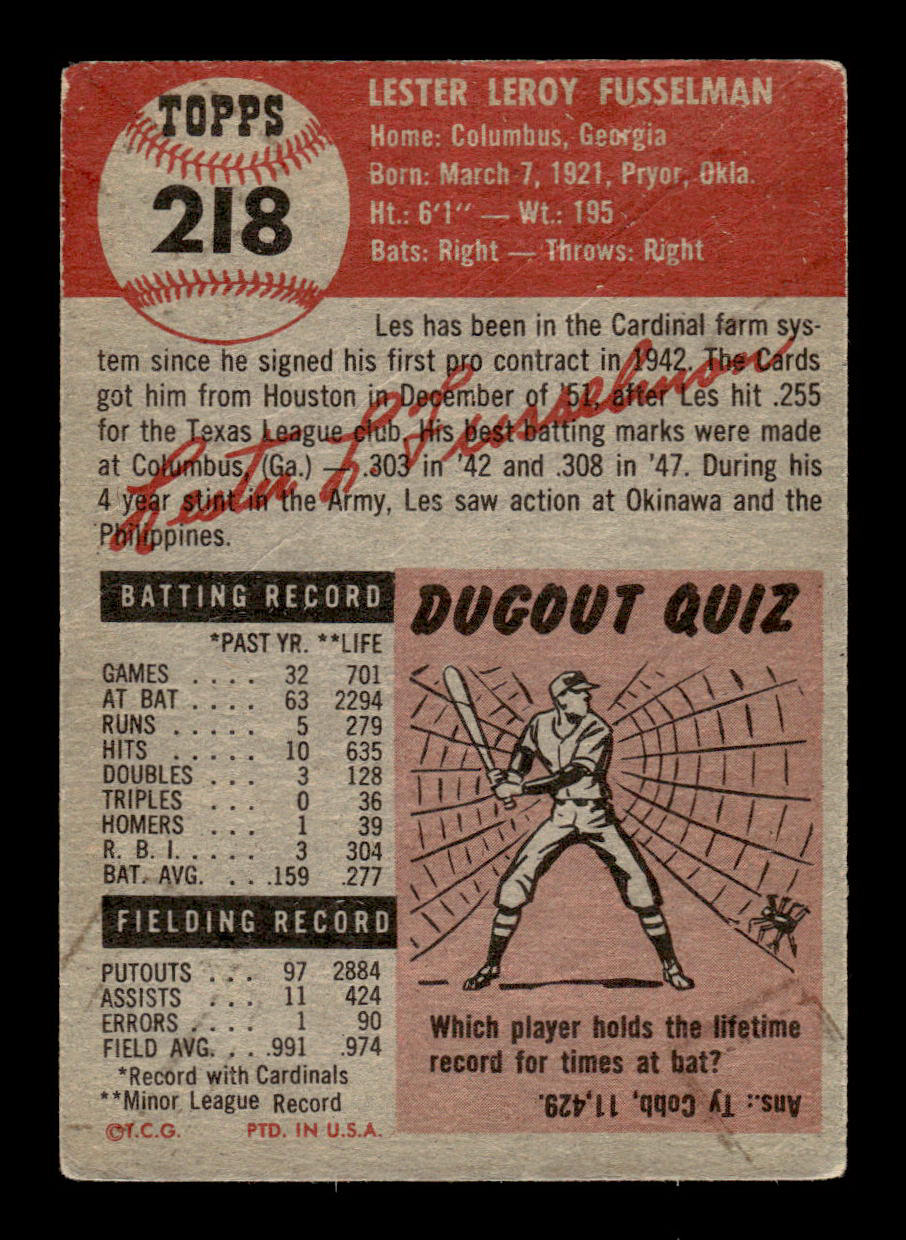 TOPPS
218
LESTER LEROY FUSSELMAN
Home: Columbus, Georgia
Born: March 7, 1921, Pryor, Okla.
Ht.: 6'1" — Wt.: 195
Bats: Right — Throws: Right
Les has been in the Cardinal farm sys-
tem since he signed his first pro contract in 1942. The Cards
got him from Houston in December of '51, after Les hit .255
for the Texas League club. His best batting marks were made
at Columbus, (Ga.) — .303 in '42 and .308 in '47. During his
4 year stint in the Army, Les saw action at Okinawa and the
Philippines.
Lester L Fusselman
BATTING RECORD
*PAST YR. **LIFE
GAMES . . . . 32 701
AT BAT . . . . 63 2294
RUNS . . . . . 5 279
HITS . . . . . 10 635
DOUBLES . . . 3 128
TRIPLES . . . 0 36
HOMERS . . . 1 39
R. B. I. . . . . . 3 304
BAT. AVG. . . .159 .277
FIELDING RECORD
PUTOUTS . . . 97 2884
ASSISTS . . . 11 424
ERRORS . . . . 1 90
FIELD AVG. . . .991 .974
*Record with Cardinals
**Minor League Record
©T.C.G. PTD. IN U.S.A.
DUGOUT QUIZ
Which player holds the lifetime
record for times at bat?
Ans.: Ty Cobb, 11,429.